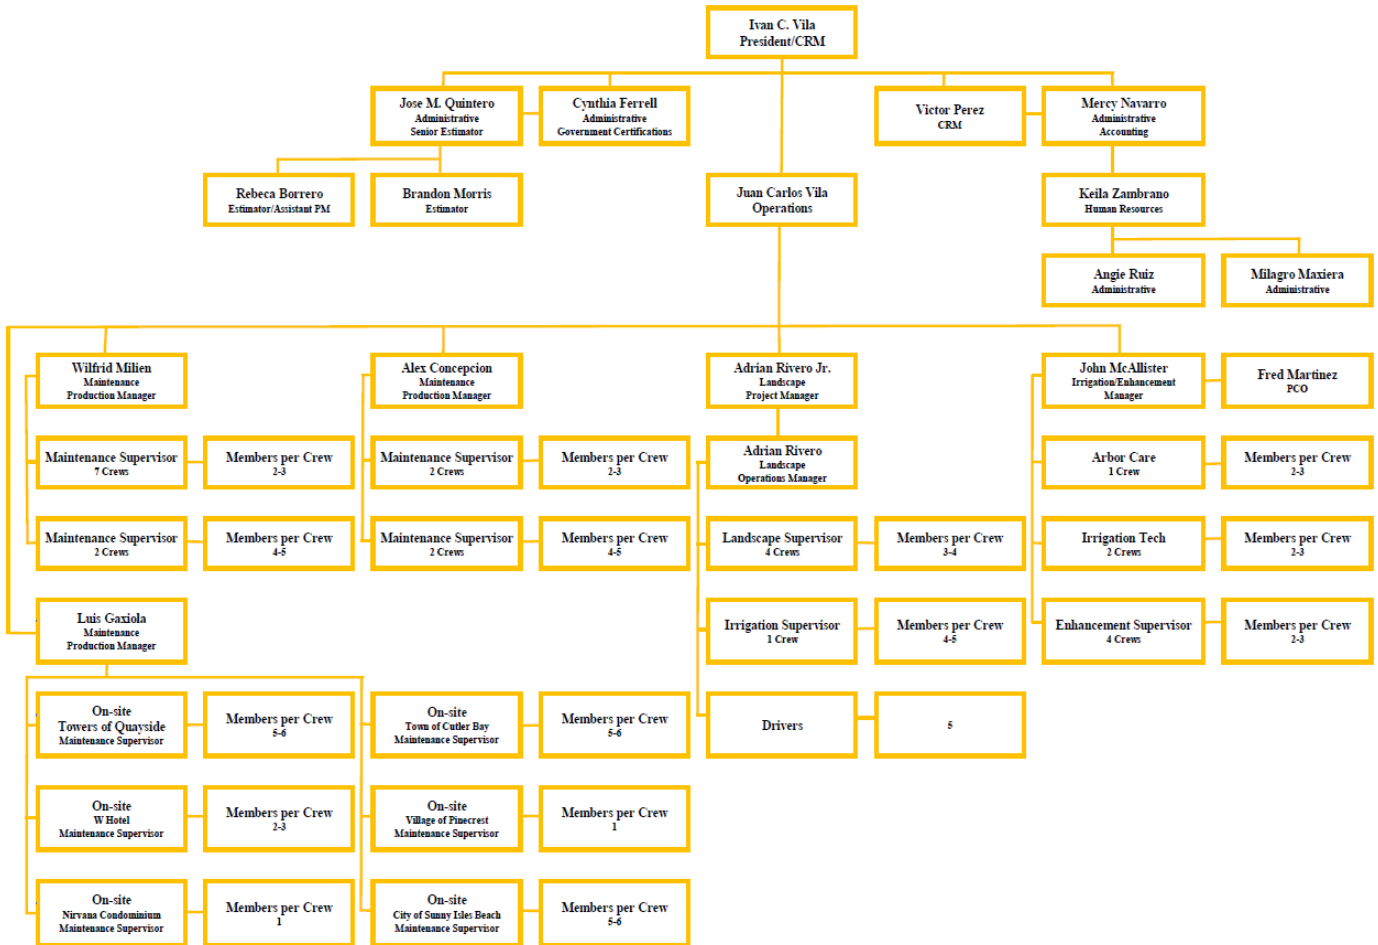 Ivan C. Vila
President/CRM
Jose M. Quintero
Administrative
Senior Estimator
Cynthia Ferrell
Administrative
Government Certifications
Victor Perez
CRM
Mercy Navarro
Administrative
Accounting
Rebeca Borrero
Estimator/Assistant PM
Brandon Morris
Estimator
Juan Carlos Vila
Operations
Keila Zambrano
Human Resources
Angie Ruiz
Administrative
Milagro Maxiera
Administrative
Wilfrid Milien
Maintenance
Production Manager
Alex Concepcion
Maintenance
Production Manager
Adrian Rivero Jr.
Landscape
Project Manager
John McAllister
Irrigation/Enhancement
Manager
Fred Martinez
PCO
Maintenance Supervisor
7 Crews
Members per Crew
2-3
Maintenance Supervisor
2 Crews
Members per Crew
2-3
Adrian Rivero
Landscape
Operations Manager
Arbor Care
1 Crew
Members per Crew
2-3
Maintenance Supervisor
2 Crews
Members per Crew
4-5
Maintenance Supervisor
2 Crews
Members per Crew
4-5
Landscape Supervisor
4 Crews
Members per Crew
3-4
Irrigation Tech
2 Crews
Members per Crew
2-3
Luis Gaxiola
Maintenance
Production Manager
Irrigation Supervisor
1 Crew
Members per Crew
4-5
Enhancement Supervisor
4 Crews
Members per Crew
2-3
On-site
Towers of Quayside
Maintenance Supervisor
Members per Crew
5-6
On-site
Town of Cutler Bay
Maintenance Supervisor
Members per Crew
5-6
Drivers
5
On-site
W Hotel
Maintenance Supervisor
Members per Crew
2-3
On-site
Village of Pinecrest
Maintenance Supervisor
Members per Crew
1
On-site
Nirvana Condominium
Maintenance Supervisor
Members per Crew
1
On-site
City of Sunny Isles Beach
Maintenance Supervisor
Members per Crew
5-6